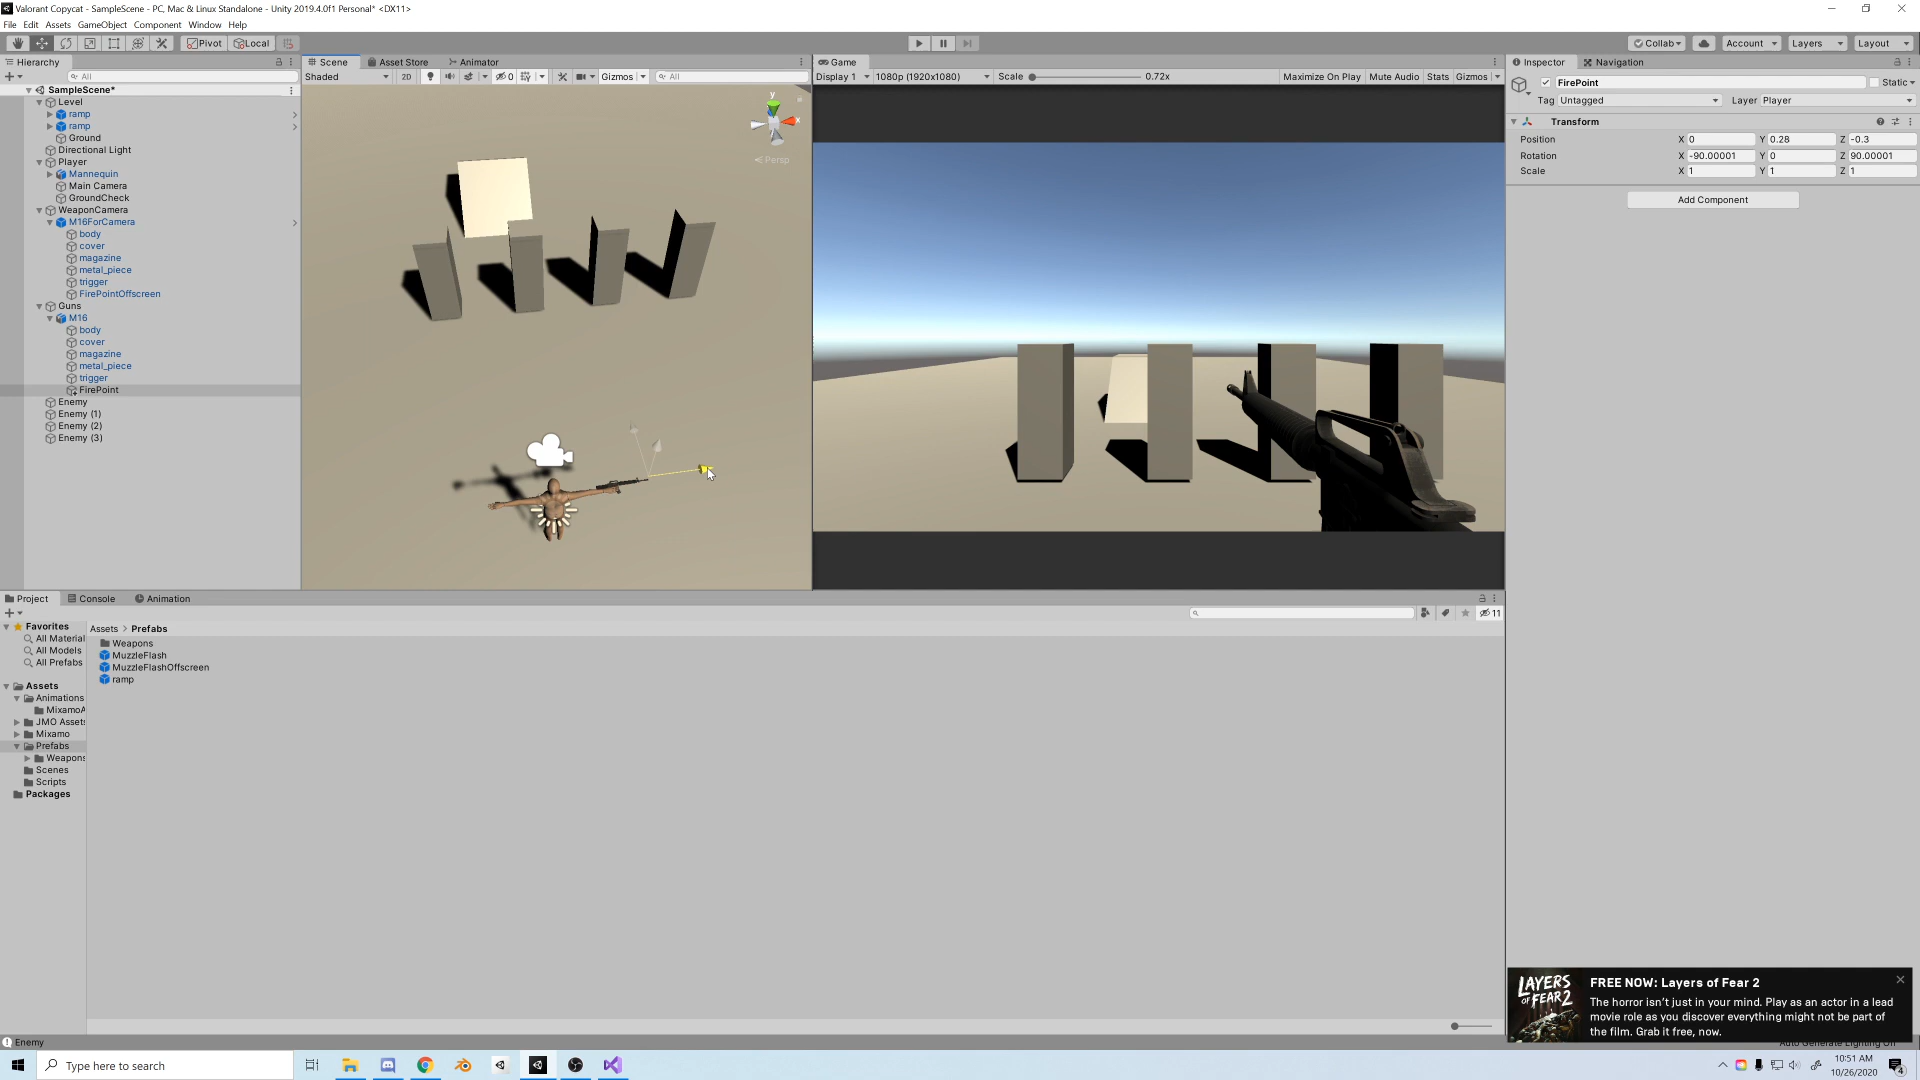 Valorant Copycat - SampleScene - PC, Mac & Linux Standalone - Unity 2019.4.0f1 Personal* <DX11>
File Edit Assets GameObject Component Window Help
Pivot Local Collab Account Layers Layout
Hierarchy
All
SampleScene*
Level
ramp
ramp
Ground
Directional Light
Player
Mannequin
Main Camera
GroundCheck
WeaponCamera
M16ForCamera
body
cover
magazine
metal_piece
trigger
FirePointOffscreen
Guns
M16
body
cover
magazine
metal_piece
trigger
FirePoint
Enemy
Enemy (1)
Enemy (2)
Enemy (3)
Scene Asset Store Animator
Shaded 2D 0 Gizmos All
y
x
Persp
Game
Display 1 1080p (1920x1080) Scale 0.72x Maximize On Play Mute Audio Stats Gizmos
Inspector Navigation
FirePoint Static
Tag Untagged Layer Player
Transform
Position X 0 Y 0.28 Z -0.3
Rotation X -90.00001 Y 0 Z 90.00001
Scale X 1 Y 1 Z 1
Add Component
Project Console Animation
11
Favorites
All Material
All Models
All Prefabs
Assets
Animations
MixamoA
JMO Assets
Mixamo
Prefabs
Weapons
Scenes
Scripts
Packages
Assets > Prefabs
Weapons
MuzzleFlash
MuzzleFlashOffscreen
ramp
LAYERS OF FEAR 2
FREE NOW: Layers of Fear 2
The horror isn't just in your mind. Play as an actor in a lead
movie role as you discover everything might not be part of
the film. Grab it free, now.
Enemy
Auto Generate Lighting Off
Type here to search
10:51 AM
10/26/2020
4